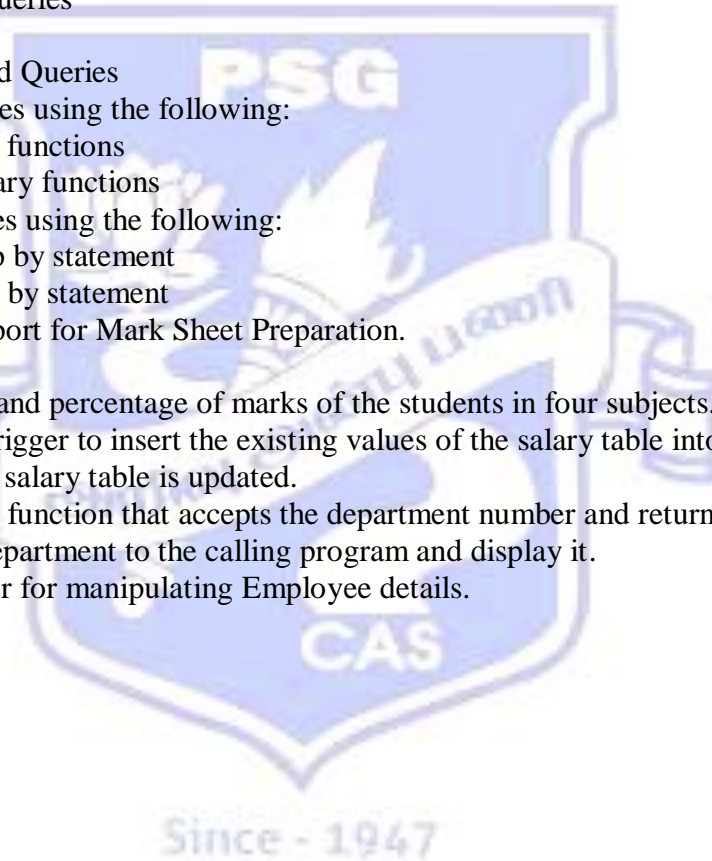 ueries
d Queries
es using the following:
functions
ary functions
es using the following:
by statement
by statement
port for Mark Sheet Preparation.
and percentage of marks of the students in four subjects.
rigger to insert the existing values of the salary table into
salary table is updated.
function that accepts the department number and return
epartment to the calling program and display it.
r for manipulating Employee details.
PSG
CAS
Since - 1947